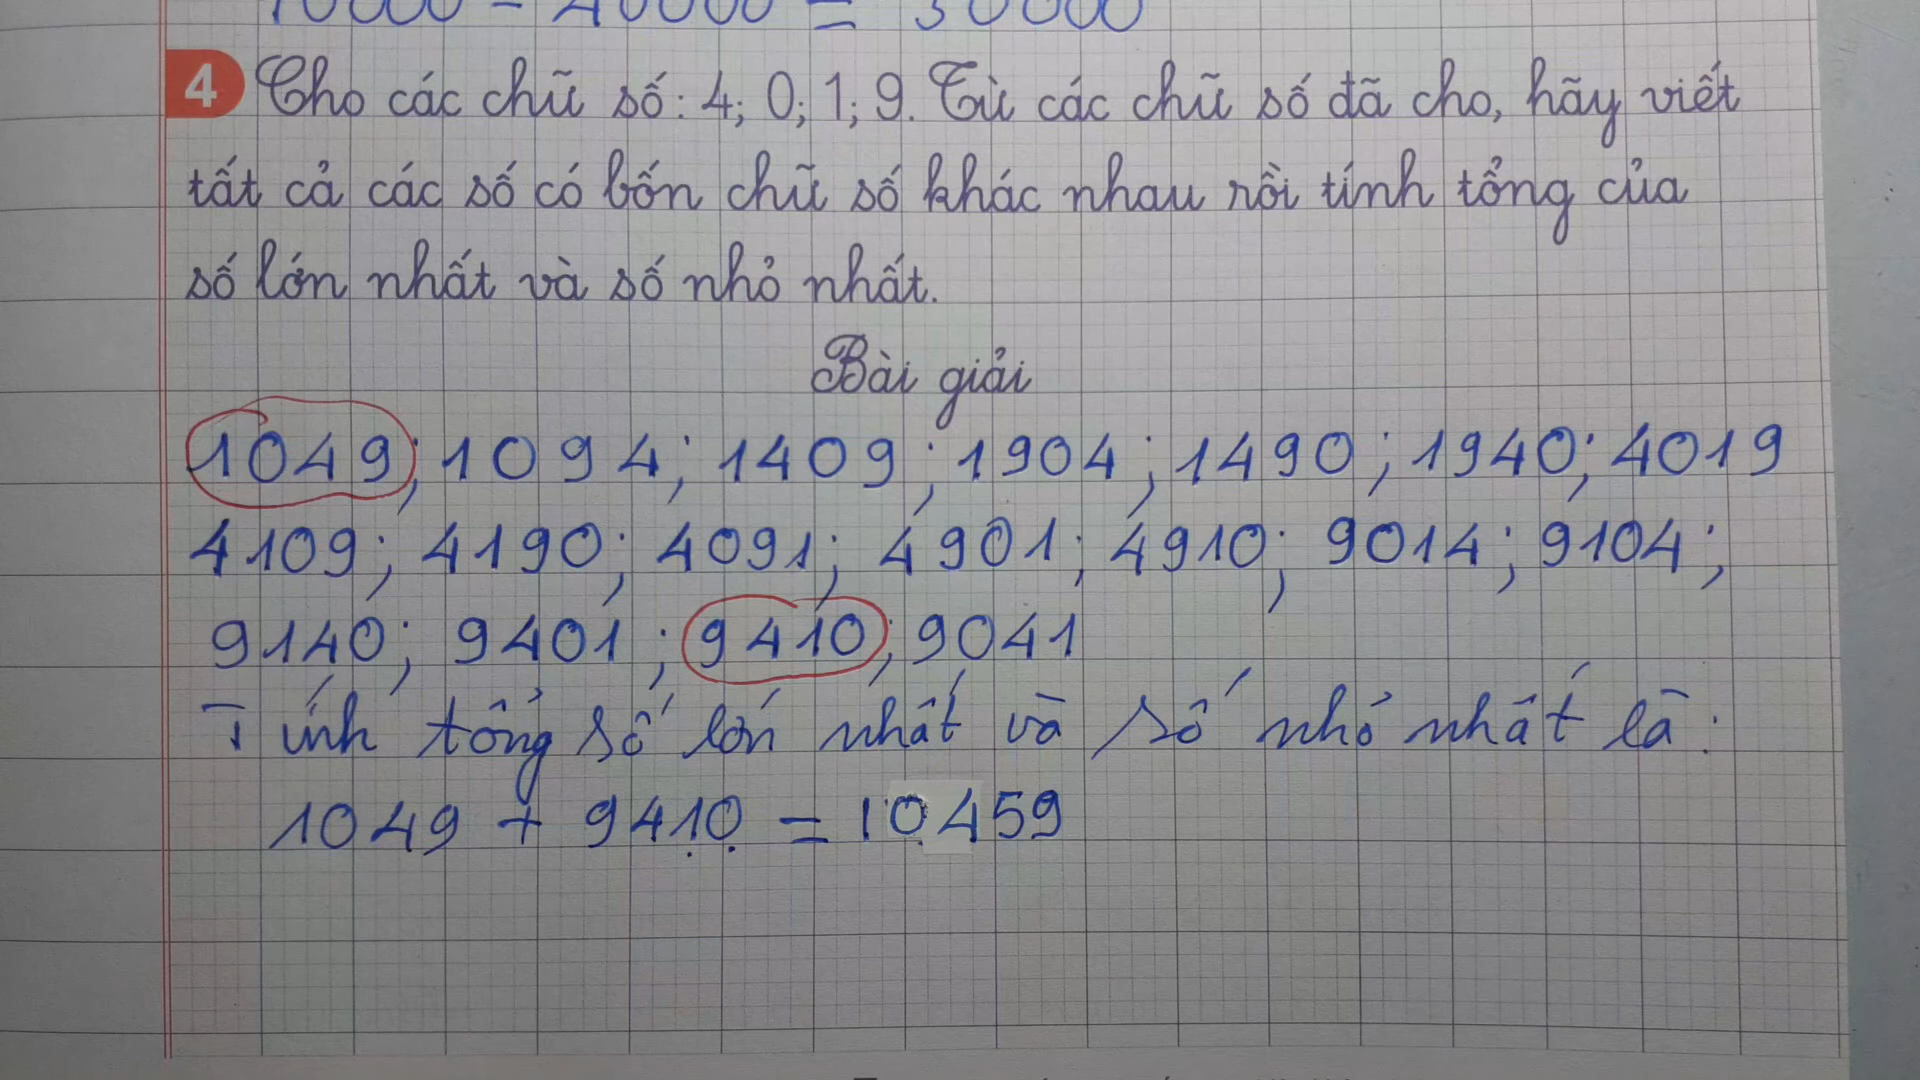 10000 - 40000 = 30000
4 Cho các chữ số: 4; 0; 1; 9. Từ các chữ số đã cho, hãy viết
tất cả các số có bốn chữ số khác nhau rồi tính tổng của
số lớn nhất và số nhỏ nhất.
Bài giải
1049; 1094; 1409; 1904; 1490; 1940; 4019
4109; 4190; 4091; 4901; 4910; 9014; 9104;
9140; 9401; 9410; 9041
Tính tổng số lớn nhất và số nhỏ nhất là:
1049 + 9410 = 10459